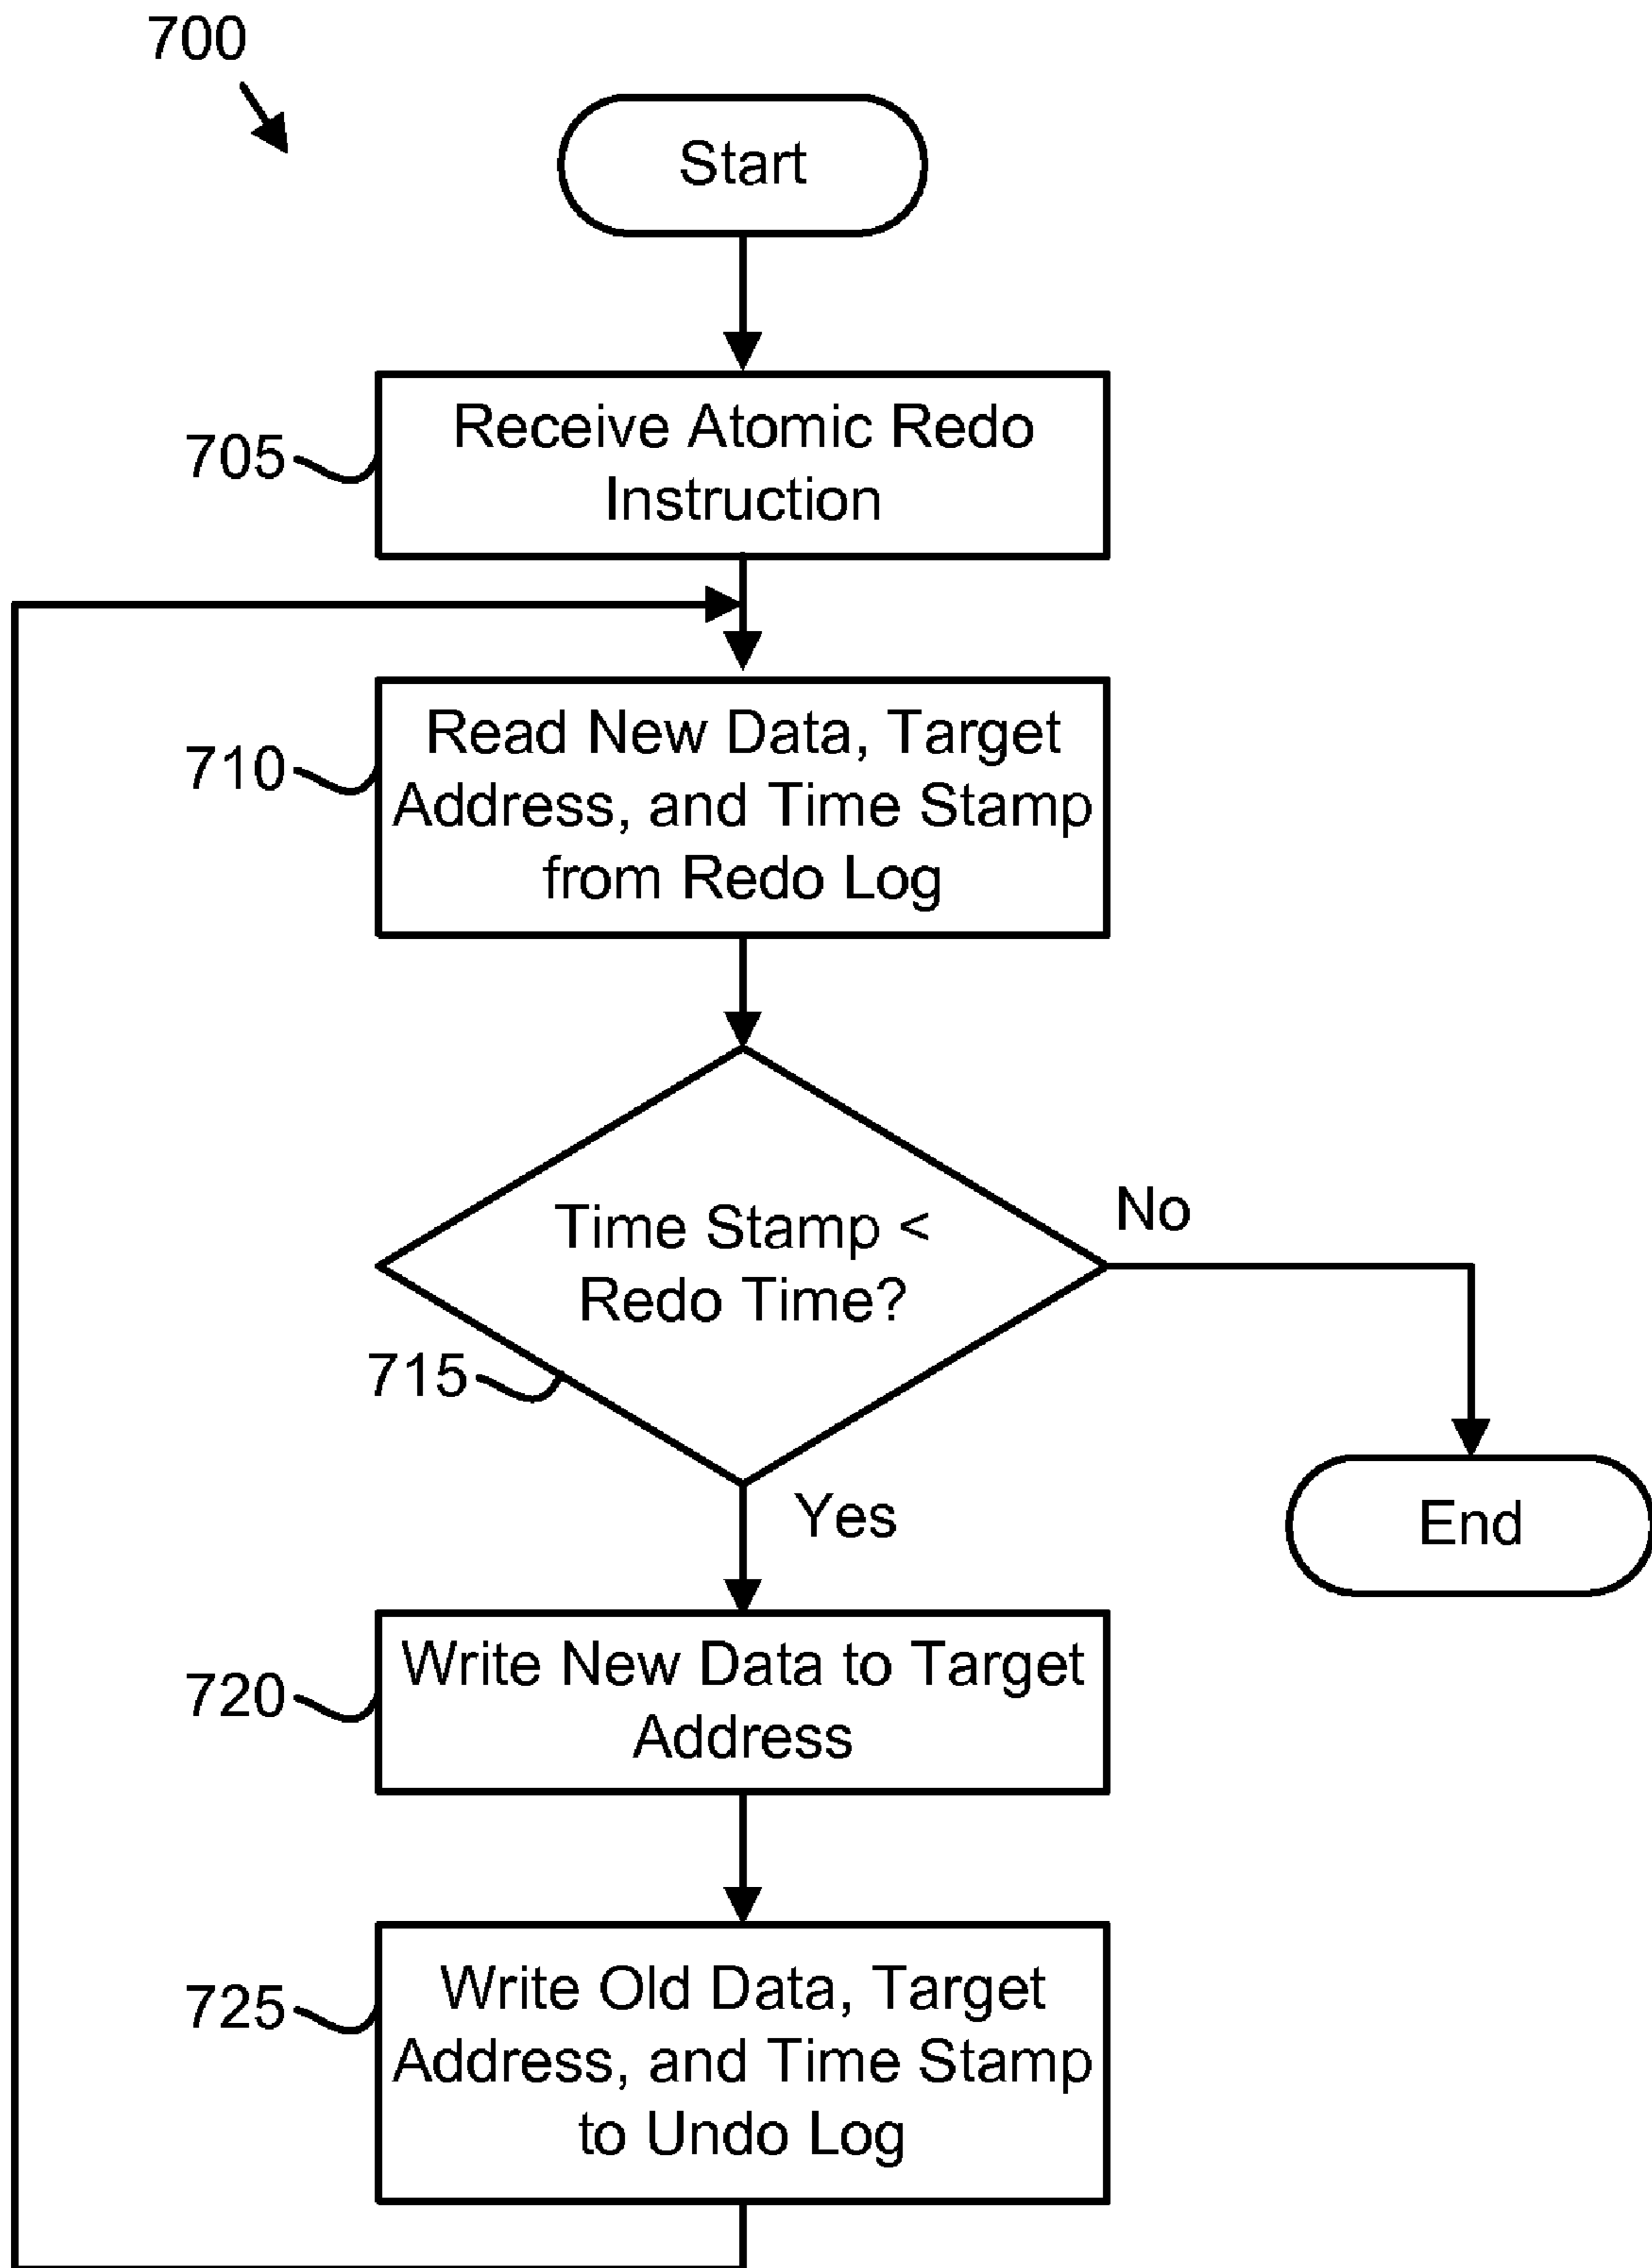 700
Start
705
Receive Atomic Redo
Instruction
710
Read New Data, Target
Address, and Time Stamp
from Redo Log
Time Stamp <
Redo Time?
No
715
Yes
End
720
Write New Data to Target
Address
725
Write Old Data, Target
Address, and Time Stamp
to Undo Log